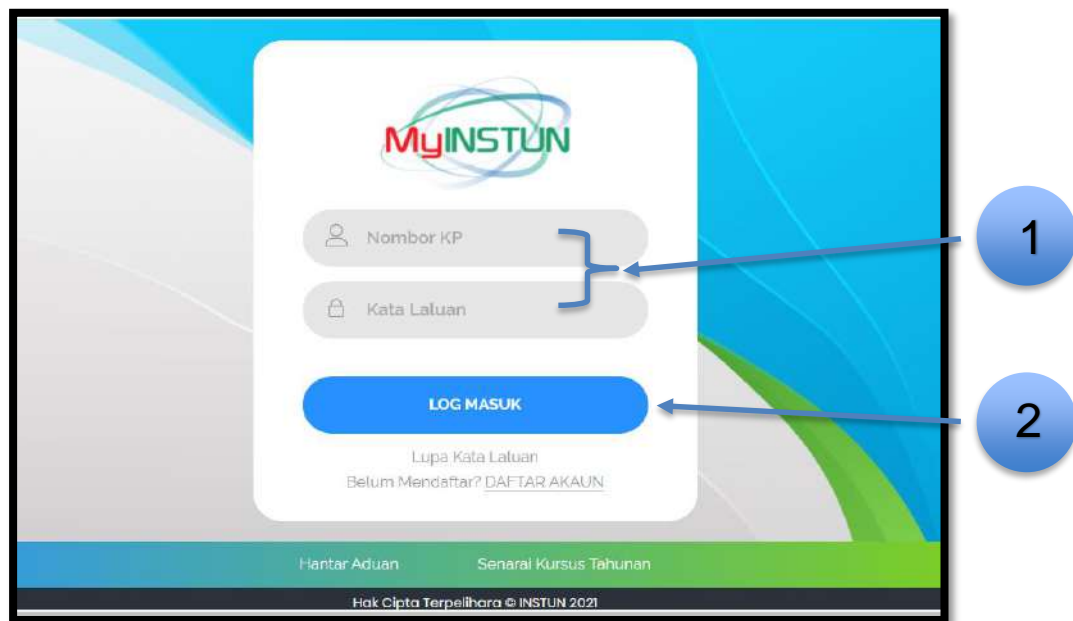 MyINSTUN
Nombor KP
1
Kata Laluan
LOG MASUK
2
Lupa Kata Laluan
Belum Mendaftar? DAFTAR AKAUN
Hantar Aduan Senarai Kursus Tahunan
Hak Cipta Terpelihara © INSTUN 2021